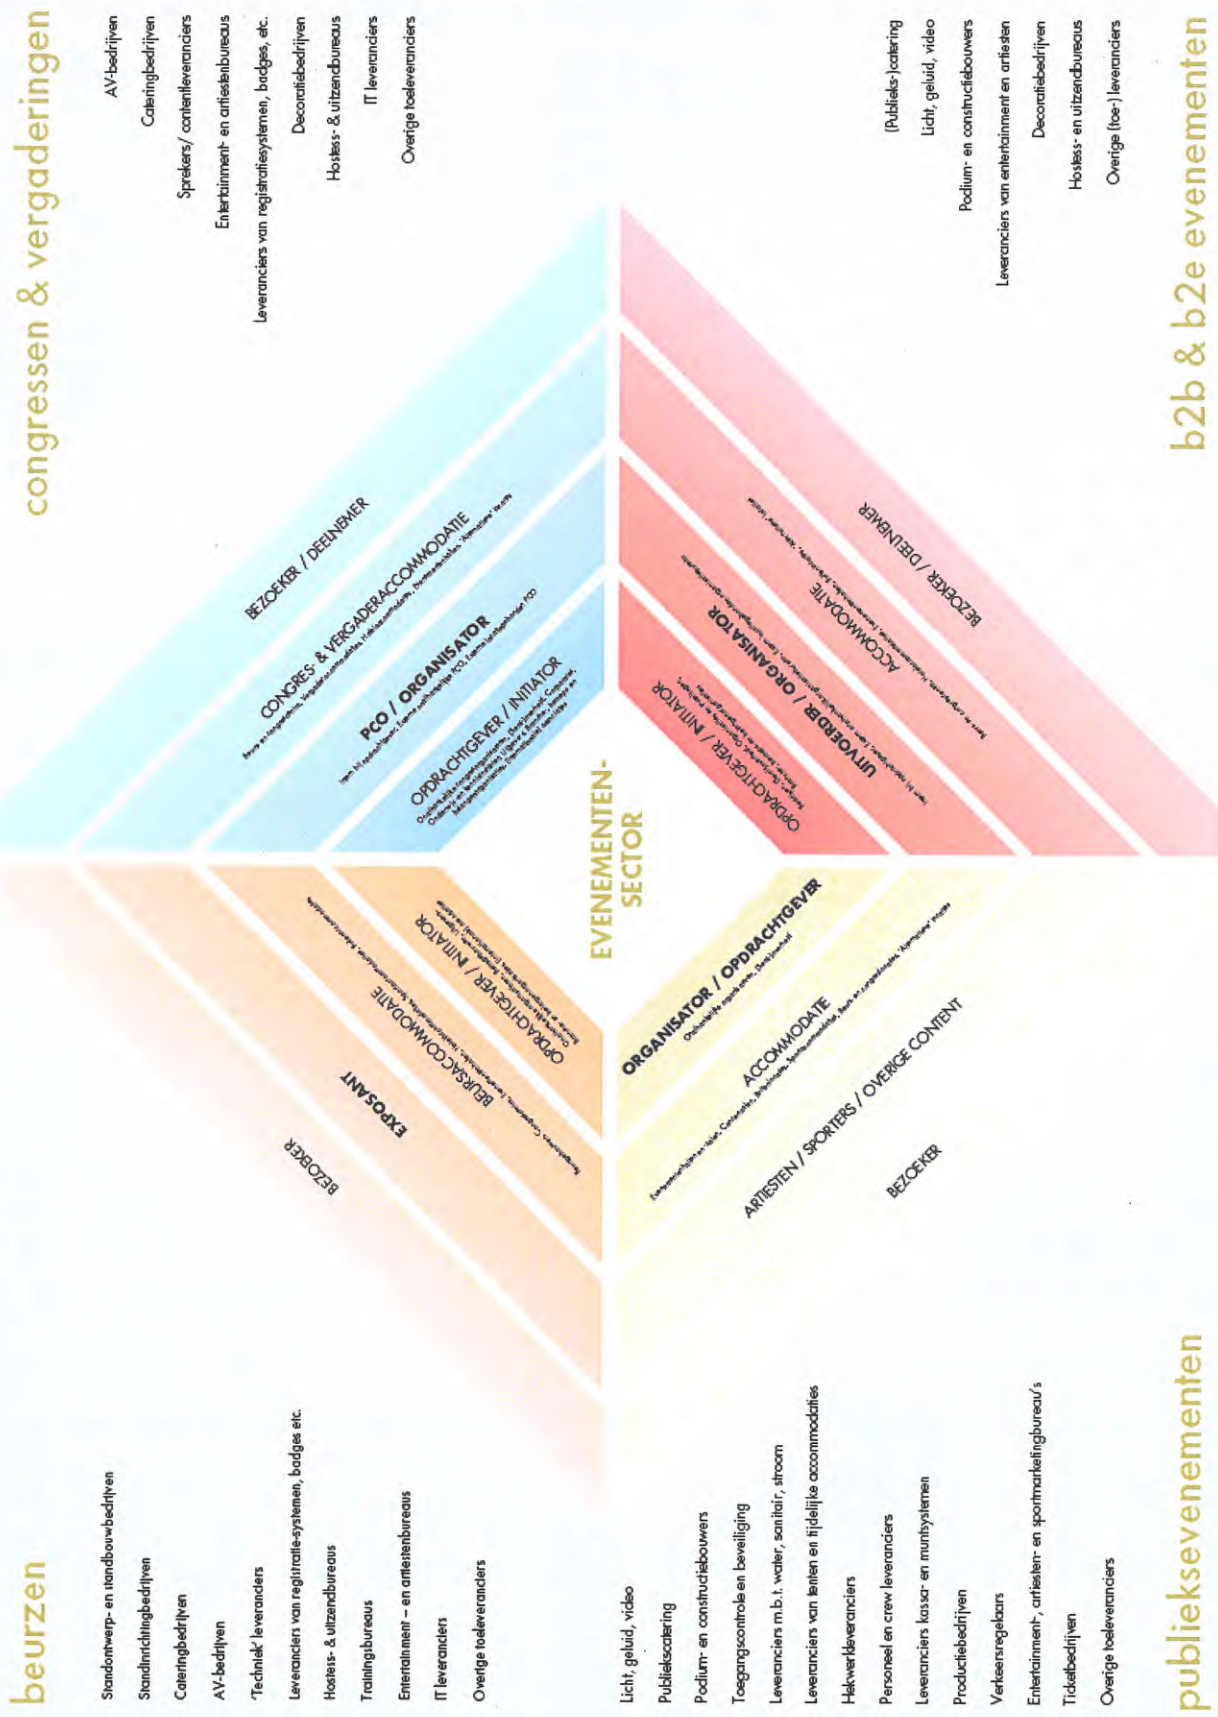 beurzen
Standontwerp- en standbouwbedrijven
Standinrichtingbedrijven
Cateringbedrijven
AV-bedrijven
'Techniek' leveranciers
Leveranciers van registratie-systemen, badges etc.
Hostess- & uitzendbureaus
Trainingbureaus
Entertainment – en artiestenbureaus
IT leveranciers
Overige toeleveranciers
BEZOEKER
EXPOSANT
BEURSACCOMMODATIE
OPDRACHTGEVER / INITIATOR
congressen & vergaderingen
AV-bedrijven
Cateringbedrijven
Sprekers/ contentleveranciers
Entertainment- en artiestenbureaus
Leveranciers van registratiesystemen, badges, etc.
Decoratiebedrijven
Hostess- & uitzendbureaus
IT leveranciers
Overige toeleveranciers
BEZOEKER / DEELNEMER
CONGRES- & VERGADERACCOMMODATIE
PCO / ORGANISATOR
OPDRACHTGEVER / INITIATOR
EVENEMENTEN-
SECTOR
publieksevenementen
Licht, geluid, video
Publiekscatering
Podium- en constructiebouwers
Toegangscontrole en beveiliging
Leveranciers m.b.t. water, sanitair, stroom
Leveranciers van tenten en tijdelijke accommodaties
Hekwerkleveranciers
Personeel en crew leveranciers
Leveranciers kassa- en muntsystemen
Productiebedrijven
Verkeersregelaars
Entertainment-, artiesten- en sportmarketingbureau's
Ticketbedrijven
Overige toeleveranciers
ORGANISATOR / OPDRACHTGEVER
ACCOMMODATIE
ARTIESTEN / SPORTERS / OVERIGE CONTENT
BEZOEKER
b2b & b2e evenementen
(Publieks-)catering
Licht, geluid, video
Podium- en constructiebouwers
Leveranciers van entertainment en artiesten
Decoratiebedrijven
Hostess- en uitzendbureaus
Overige (toe-) leveranciers
OPDRACHTGEVER / INITIATOR
UITVOERDER / ORGANISATOR
ACCOMMODATIE
BEZOEKER / DEELNEMER